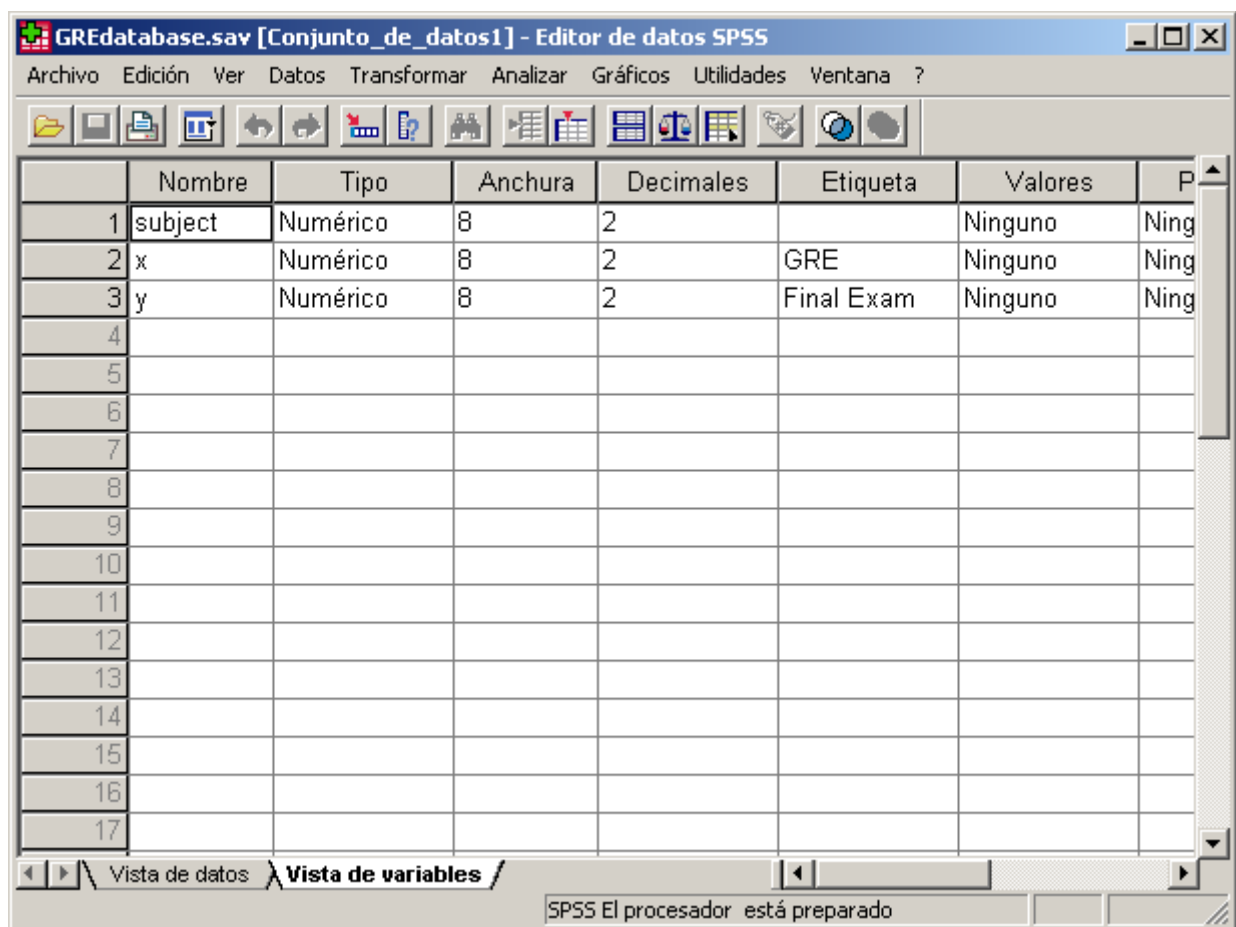 GREdatabase.sav [Conjunto_de_datos1] - Editor de datos SPSS
Archivo Edición Ver Datos Transformar Analizar Gráficos Utilidades Ventana ?
Nombre Tipo Anchura Decimales Etiqueta Valores P
1 subject Numérico 8 2 Ninguno Ning
2 x Numérico 8 2 GRE Ninguno Ning
3 y Numérico 8 2 Final Exam Ninguno Ning
4
5
6
7
8
9
10
11
12
13
14
15
16
17
Vista de datos Vista de variables
SPSS El procesador está preparado